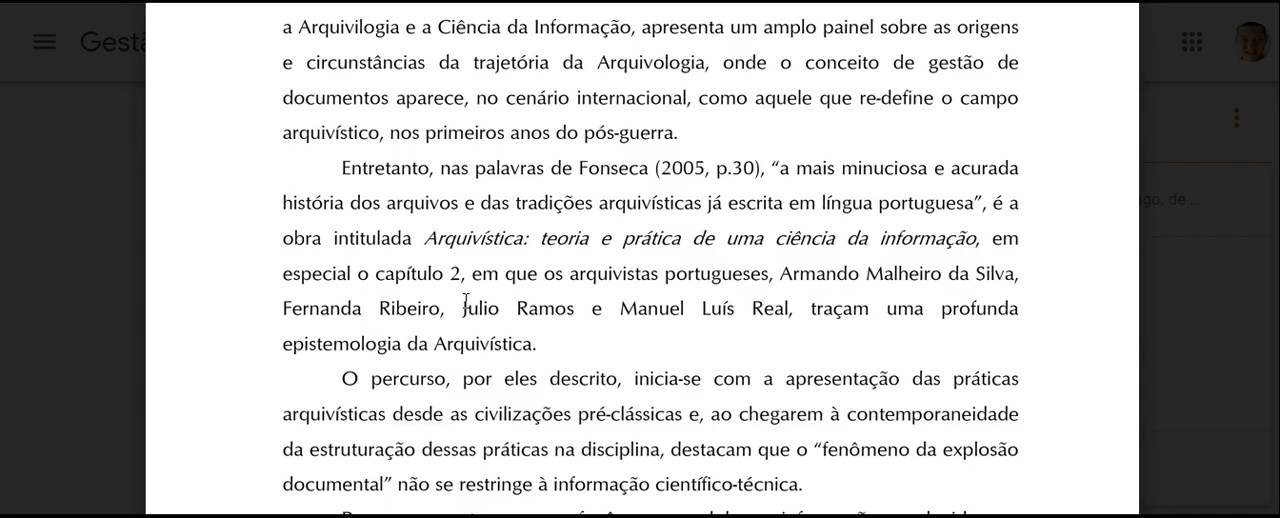 Gestã
a Arquivilogia e a Ciência da Informação, apresenta um amplo painel sobre as origens
e circunstâncias da trajetória da Arquivologia, onde o conceito de gestão de
documentos aparece, no cenário internacional, como aquele que re-define o campo
arquivístico, nos primeiros anos do pós-guerra.
Entretanto, nas palavras de Fonseca (2005, p.30), “a mais minuciosa e acurada
história dos arquivos e das tradições arquivísticas já escrita em língua portuguesa”, é a
obra intitulada Arquivística: teoria e prática de uma ciência da informação, em
especial o capítulo 2, em que os arquivistas portugueses, Armando Malheiro da Silva,
Fernanda Ribeiro, Julio Ramos e Manuel Luís Real, traçam uma profunda
epistemologia da Arquivística.
O percurso, por eles descrito, inicia-se com a apresentação das práticas
arquivísticas desde as civilizações pré-clássicas e, ao chegarem à contemporaneidade
da estruturação dessas práticas na disciplina, destacam que o “fenômeno da explosão
documental” não se restringe à informação científico-técnica.
go. de ...